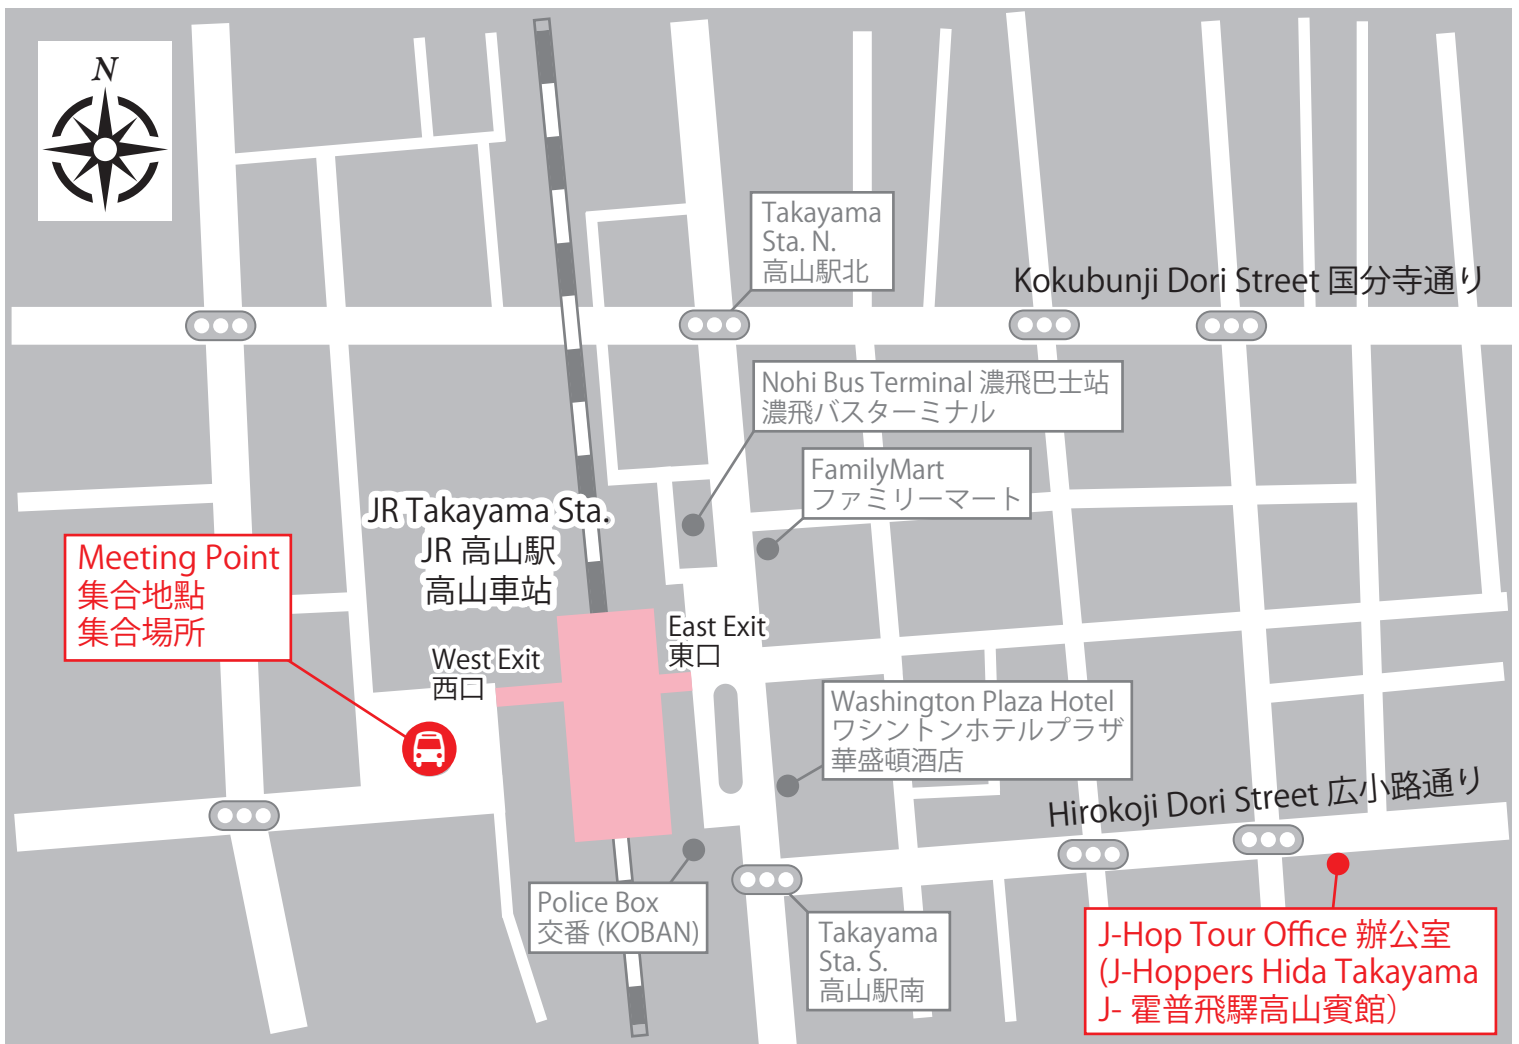 N
Takayama
Sta. N.
高山駅北
Kokubunji Dori Street 国分寺通り
Nohi Bus Terminal 濃飛巴士站
濃飛バスターミナル
FamilyMart
ファミリーマート
JR Takayama Sta.
JR 高山駅
高山車站
Meeting Point
集合地點
集合場所
East Exit
東口
West Exit
西口
Washington Plaza Hotel
ワシントンホテルプラザ
華盛頓酒店
Hirokoji Dori Street 広小路通り
Police Box
交番 (KOBAN)
Takayama
Sta. S.
高山駅南
J-Hop Tour Office 辦公室
(J-Hoppers Hida Takayama
J- 霍普飛驛高山賓館）